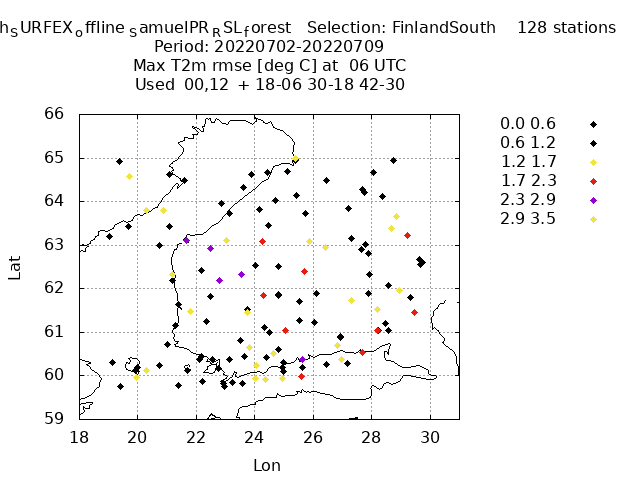 hSURFEXoffline SamuelPRRSLforest Selection: FinlandSouth 128 stations
Period: 20220702-20220709
Max T2m rmse [deg C] at 06 UTC
Used 00,12 + 18-06 30-18 42-30
66
65
64
63
62
61
60
59
18 20 22 24 26 28 30
Lat
Lon
0.0 0.6
0.6 1.2
1.2 1.7
1.7 2.3
2.3 2.9
2.9 3.5